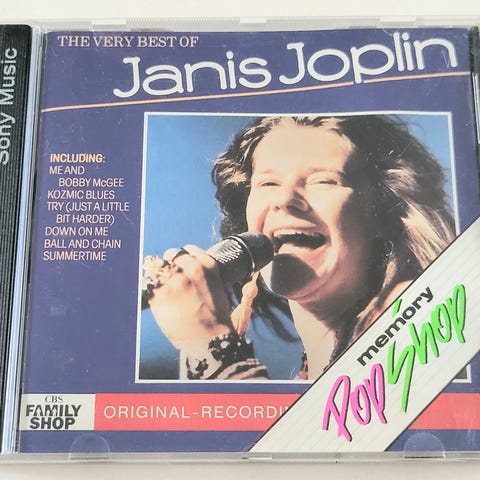 Sony Music
THE VERY BEST OF
Janis Joplin
INCLUDING:
ME AND
BOBBY McGEE
KOZMIC BLUES
TRY (JUST A LITTLE
BIT HARDER)
DOWN ON ME
BALL AND CHAIN
SUMMERTIME
memory
Pop Shop
CBS
FAMILY
SHOP
ORIGINAL-RECORDIN